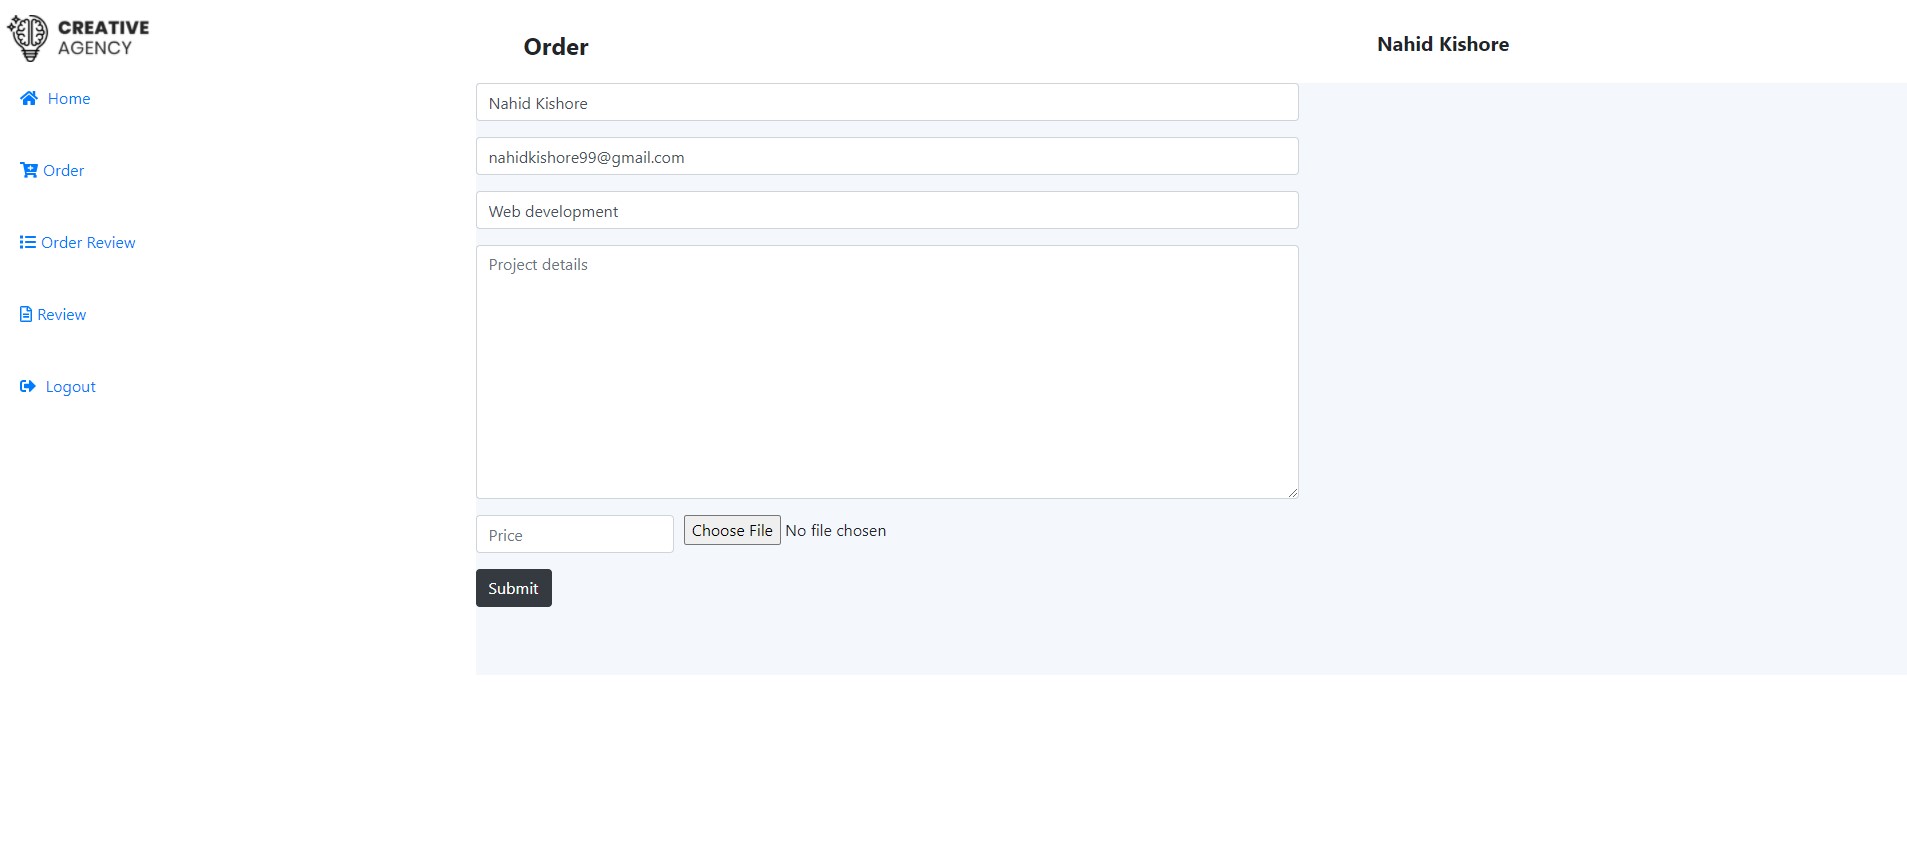 CREATIVE
AGENCY
Order
Nahid Kishore
Home
Order
Order Review
Review
Logout
Nahid Kishore
nahidkishore99@gmail.com
Web development
Project details
Price
Choose File No file chosen
Submit